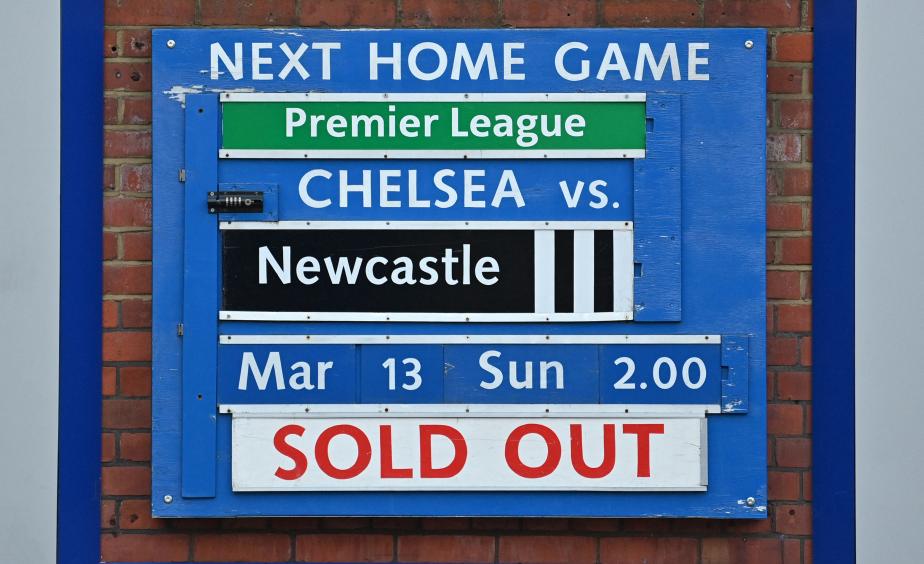 NEXT HOME GAME
Premier League
CHELSEA vs.
Newcastle
Mar 13 Sun 2.00
SOLD OUT